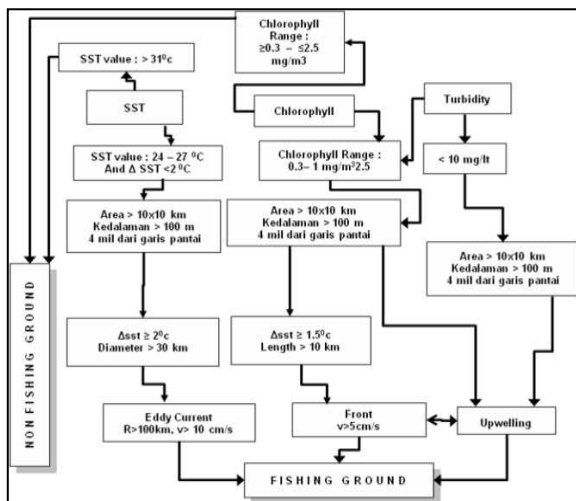 Chlorophyll
Range :
≥0.3 – ≤2.5
mg/m3
SST value : > 31⁰c
SST
Chlorophyll
Turbidity
SST value : 24 – 27 ⁰C
And Δ SST <2 ⁰C
Chlorophyll Range :
0.3– 1 mg/m³2.5
< 10 mg/lt
Area > 10x10 km
Kedalaman > 100 m
4 mil dari garis pantai
Area > 10x10 km
Kedalaman > 100 m
4 mil dari garis pantai
Area > 10x10 km
Kedalaman > 100 m
4 mil dari garis pantai
NON FISHING GROUND
Δsst ≥ 2⁰c
Diameter > 30 km
Δsst ≥ 1.5⁰c
Length > 10 km
Eddy Current
R>100km, v> 10 cm/s
Front
v>5cm/s
Upwelling
FISHING GROUND